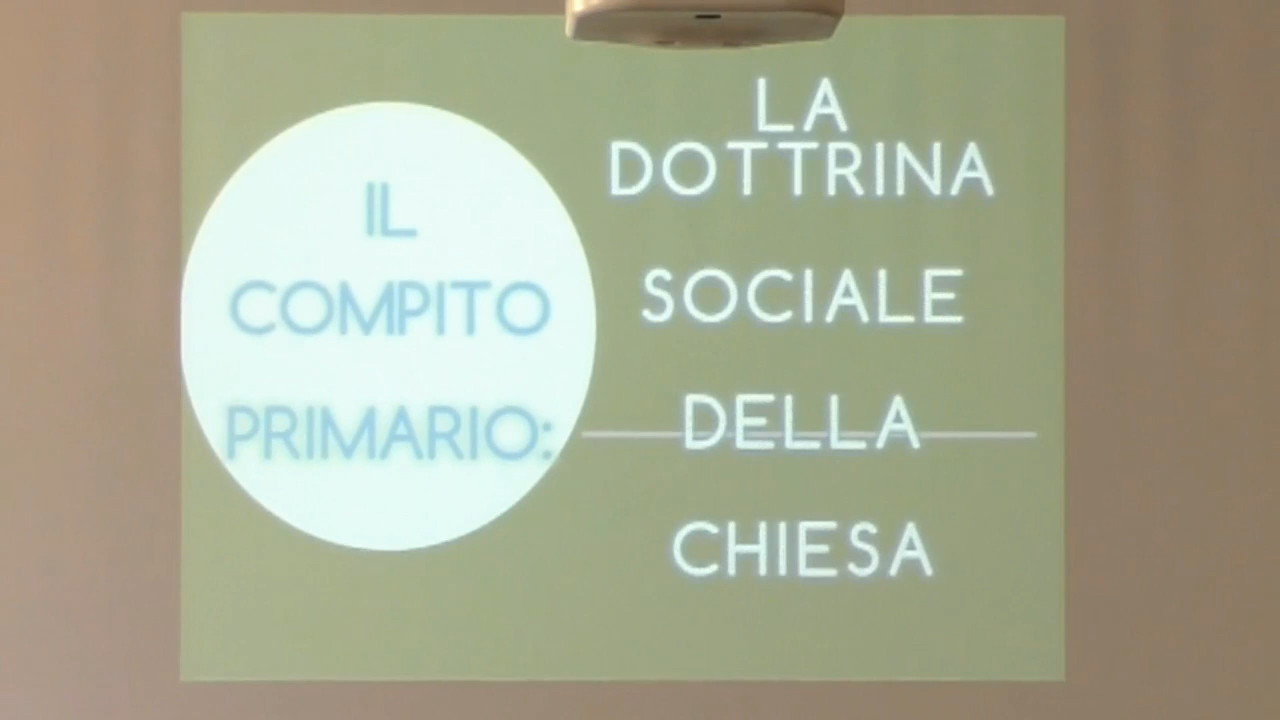 IL
COMPITO
PRIMARIO:
LA
DOTTRINA
SOCIALE
DELLA
CHIESA